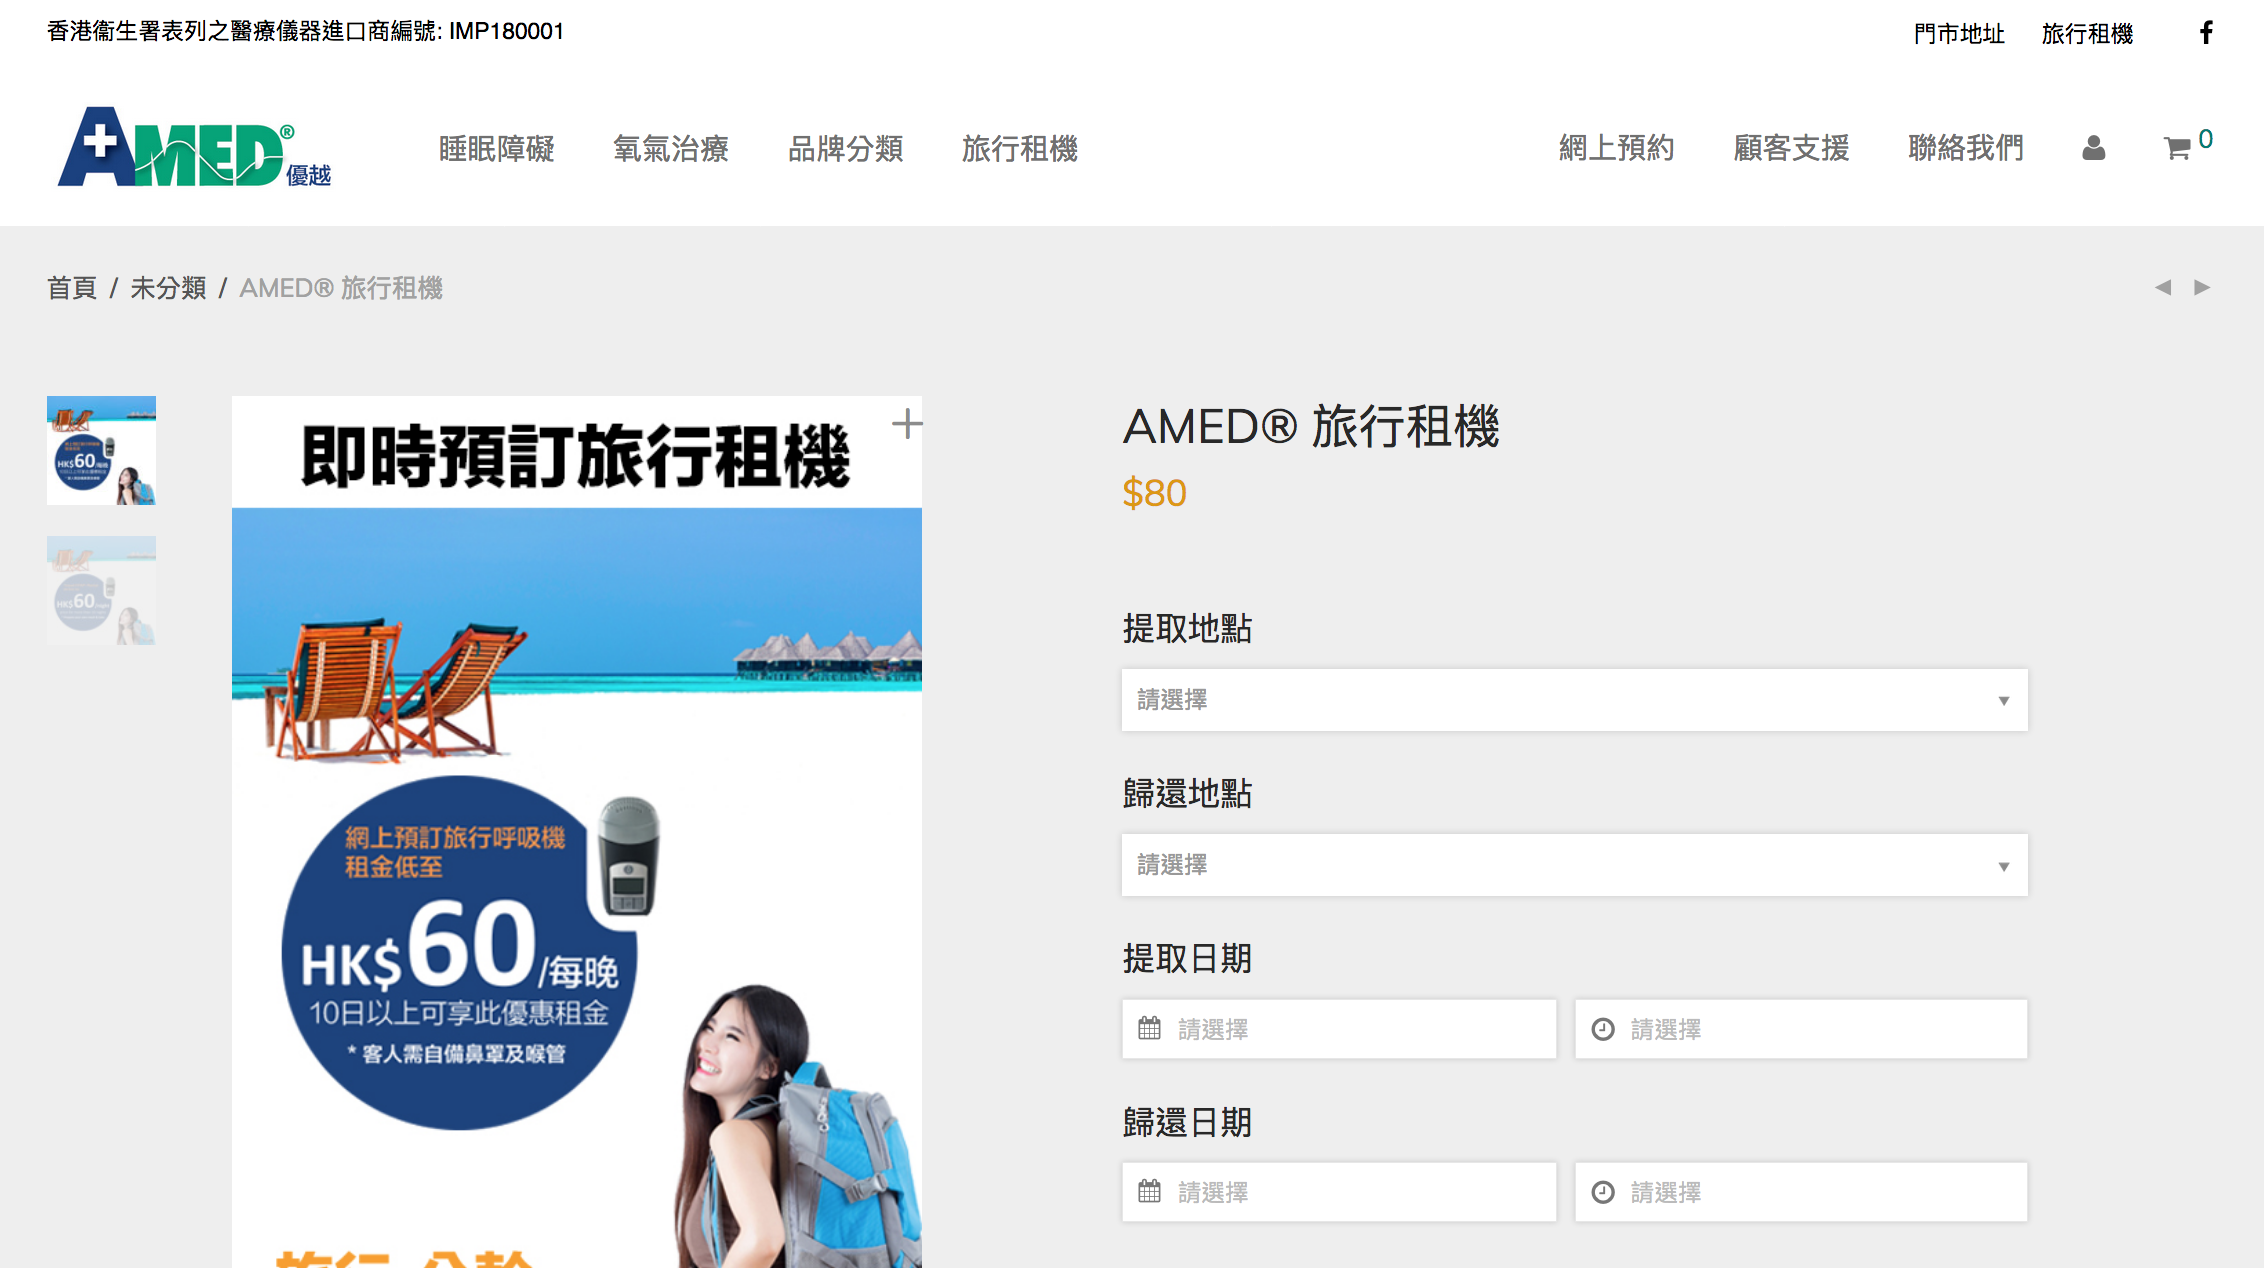 香港衞生署表列之醫療儀器進口商編號: IMP180001
門市地址 旅行租機
AMED® 優越
睡眠障礙 氧氣治療 品牌分類 旅行租機
網上預約 顧客支援 聯絡我們 0
首頁 / 未分類 / AMED® 旅行租機
即時預訂旅行租機
網上預訂旅行呼吸機
租金低至
HK$60/每晚
10日以上可享此優惠租金
* 客人需自備鼻罩及喉管
AMED® 旅行租機
$80
提取地點
請選擇
歸還地點
請選擇
提取日期
請選擇 請選擇
歸還日期
請選擇 請選擇